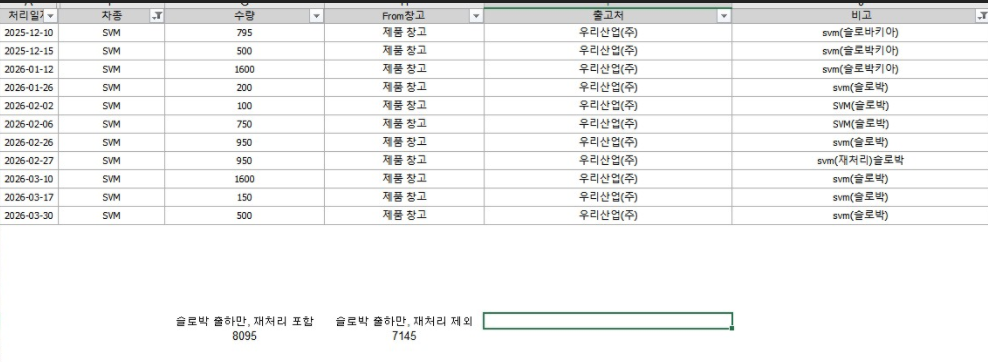 처리일자 차종 수량 From창고 출고처 비고
2025-12-10 SVM 795 제품 창고 우리산업(주) svm(슬로바키아)
2025-12-15 SVM 500 제품 창고 우리산업(주) svm(슬로박키아)
2026-01-12 SVM 1600 제품 창고 우리산업(주) svm(슬로박키아)
2026-01-26 SVM 200 제품 창고 우리산업(주) svm(슬로박)
2026-02-02 SVM 100 제품 창고 우리산업(주) SVM(슬로박)
2026-02-06 SVM 750 제품 창고 우리산업(주) SVM(슬로박)
2026-02-26 SVM 950 제품 창고 우리산업(주) svm(슬로박)
2026-02-27 SVM 950 제품 창고 우리산업(주) svm(재처리)슬로박
2026-03-10 SVM 1600 제품 창고 우리산업(주) svm(슬로박)
2026-03-17 SVM 150 제품 창고 우리산업(주) svm(슬로박)
2026-03-30 SVM 500 제품 창고 우리산업(주) svm(슬로박)
슬로박 출하만, 재처리 포함 슬로박 출하만, 재처리 제외
8095 7145